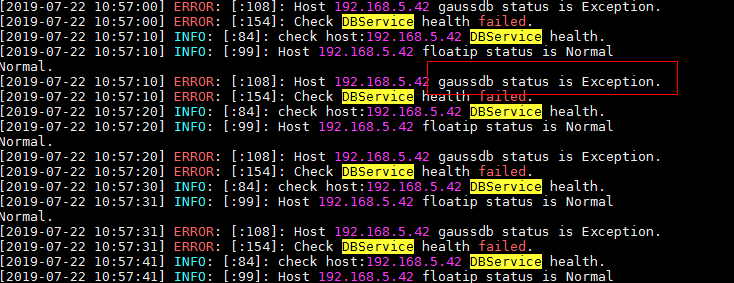 [2019-07-22 10:57:00] ERROR: [:108]: Host 192.168.5.42 gaussdb status is Exception.
[2019-07-22 10:57:00] ERROR: [:154]: Check DBService health failed.
[2019-07-22 10:57:10] INFO: [:84]: check host:192.168.5.42 DBService health.
[2019-07-22 10:57:10] INFO: [:99]: Host 192.168.5.42 floatip status is Normal
Normal.
[2019-07-22 10:57:10] ERROR: [:108]: Host 192.168.5.42 gaussdb status is Exception.
[2019-07-22 10:57:10] ERROR: [:154]: Check DBService health failed.
[2019-07-22 10:57:20] INFO: [:84]: check host:192.168.5.42 DBService health.
[2019-07-22 10:57:20] INFO: [:99]: Host 192.168.5.42 floatip status is Normal
Normal.
[2019-07-22 10:57:20] ERROR: [:108]: Host 192.168.5.42 gaussdb status is Exception.
[2019-07-22 10:57:20] ERROR: [:154]: Check DBService health failed.
[2019-07-22 10:57:30] INFO: [:84]: check host:192.168.5.42 DBService health.
[2019-07-22 10:57:31] INFO: [:99]: Host 192.168.5.42 floatip status is Normal
Normal.
[2019-07-22 10:57:31] ERROR: [:108]: Host 192.168.5.42 gaussdb status is Exception.
[2019-07-22 10:57:31] ERROR: [:154]: Check DBService health failed.
[2019-07-22 10:57:41] INFO: [:84]: check host:192.168.5.42 DBService health.
[2019-07-22 10:57:41] INFO: [:99]: Host 192.168.5.42 floatip status is Normal